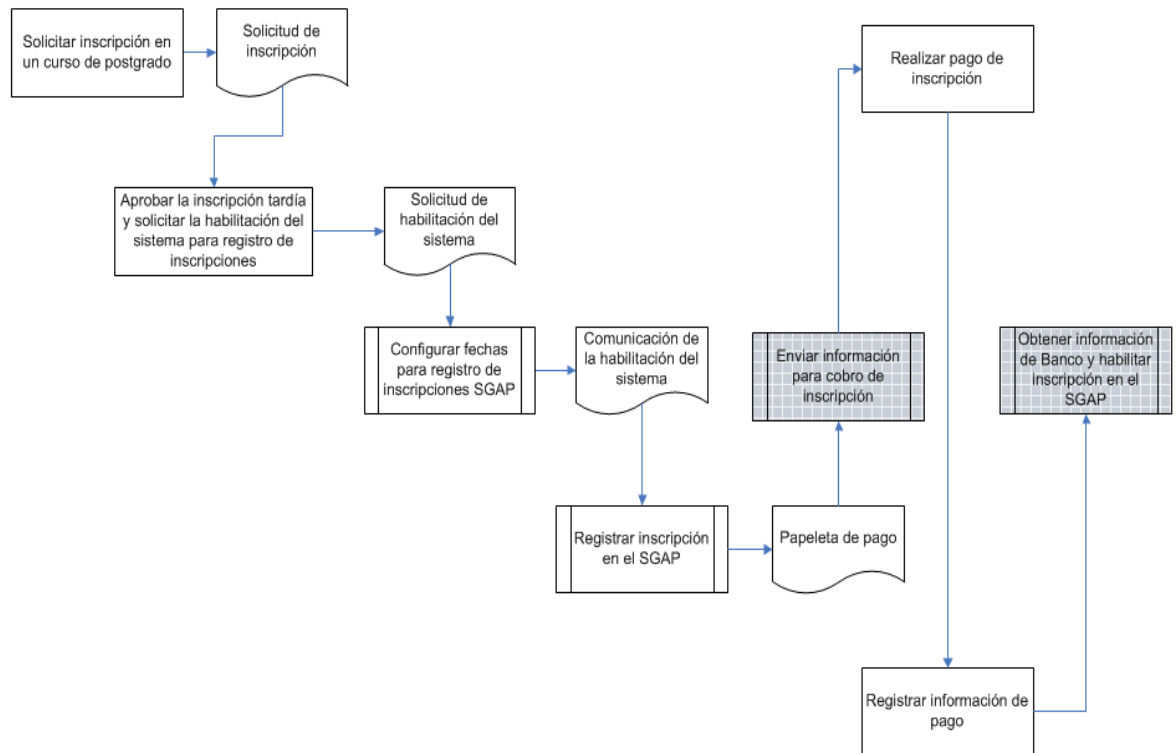 Solicitar inscripción en
un curso de postgrado
Solicitud de
inscripción
Realizar pago de
inscripción
Aprobar la inscripción tardía
y solicitar la habilitación del
sistema para registro de
inscripciones
Solicitud de
habilitación del
sistema
Configurar fechas
para registro de
inscripciones SGAP
Comunicación de
la habilitación del
sistema
Enviar información
para cobro de
inscripción
Obtener información
de Banco y habilitar
inscripción en el
SGAP
Registrar inscripción
en el SGAP
Papeleta de pago
Registrar información de
pago